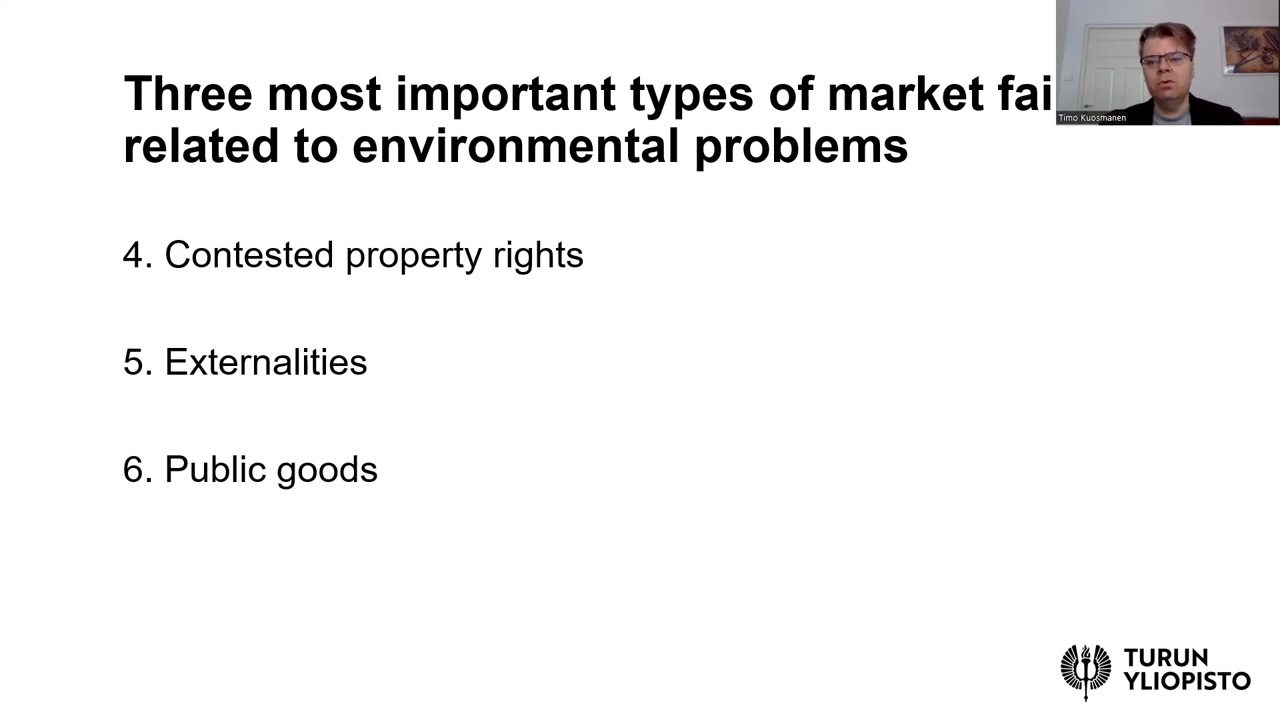 Three most important types of market fai
related to environmental problems
Timo Kuosmanen
4. Contested property rights
5. Externalities
6. Public goods
TURUN
YLIOPISTO